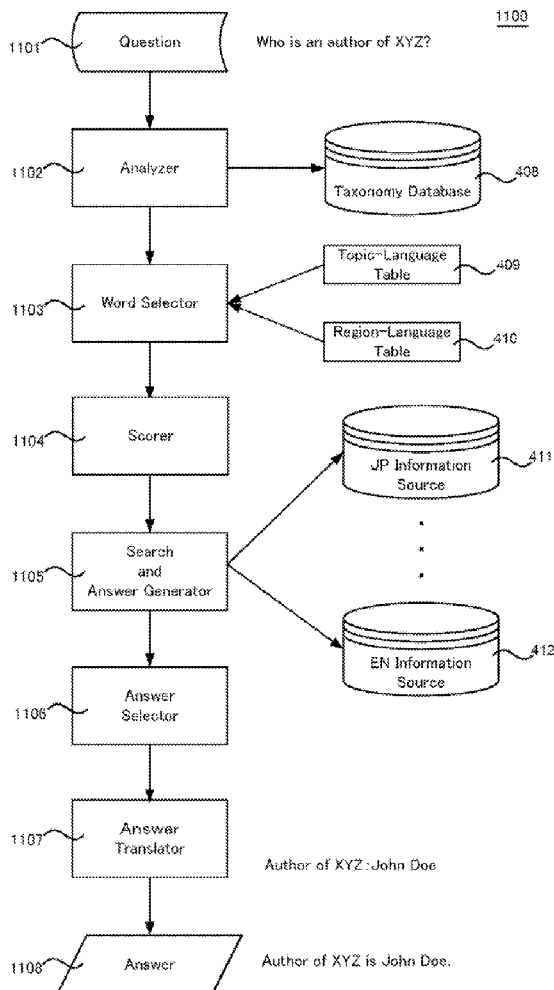 1100
1101
Question
Who is an author of XYZ?
1102
Analyzer
Taxonomy Database
408
1103
Word Selector
Topic-Language
Table
409
Region-Language
Table
410
1104
Scorer
JP Information
Source
411
1105
Search
and
Answer Generator
EN Information
Source
412
1106
Answer
Selector
1107
Answer
Translator
Author of XYZ:John Doe
1108
Answer
Author of XYZ is John Doe.